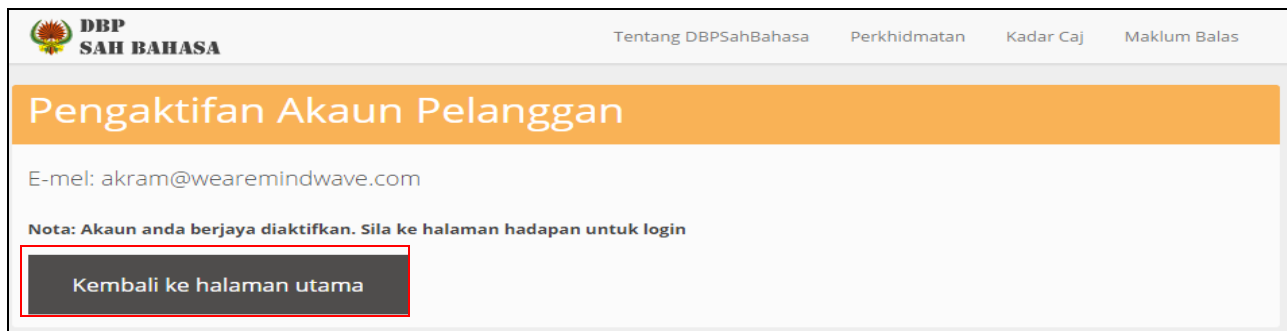 DBP
SAH BAHASA
Tentang DBPSahBahasa Perkhidmatan Kadar Caj Maklum Balas
Pengaktifan Akaun Pelanggan
E-mel: akram@wearemindwave.com
Nota: Akaun anda berjaya diaktifkan. Sila ke halaman hadapan untuk login
Kembali ke halaman utama